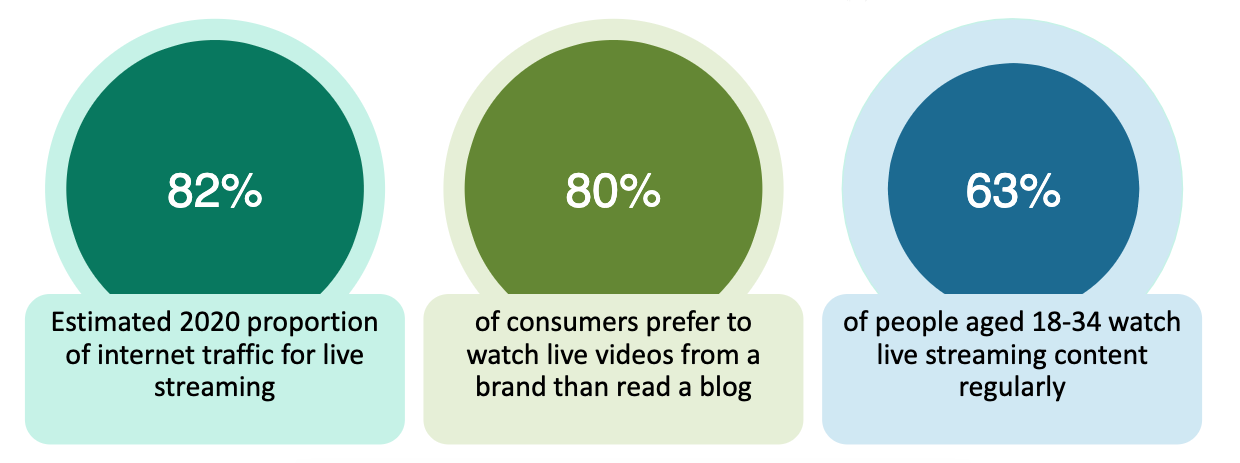 82%
Estimated 2020 proportion
of internet traffic for live
streaming
80%
of consumers prefer to
watch live videos from a
brand than read a blog
63%
of people aged 18-34 watch
live streaming content
regularly